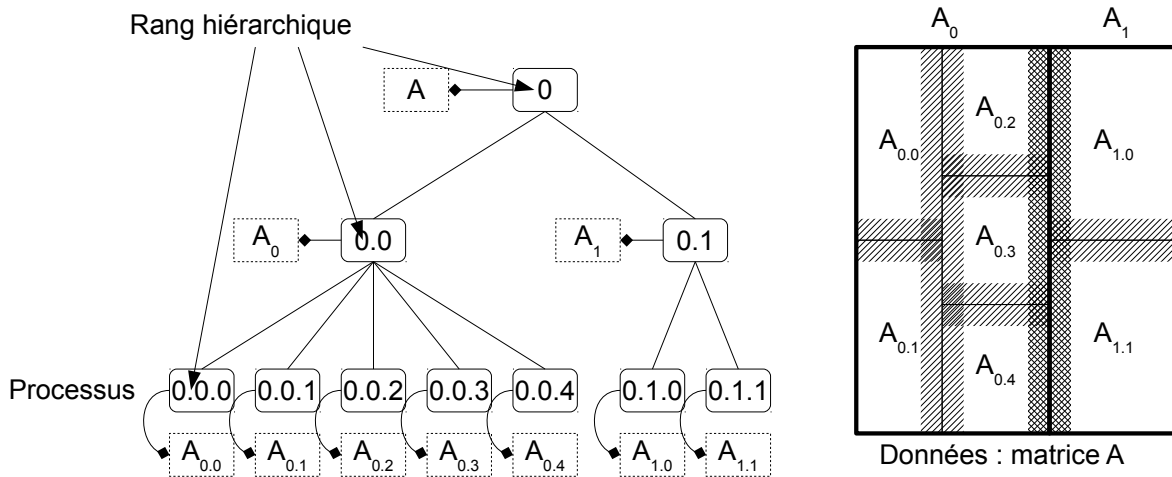 Rang hiérarchique
A
0
A0
0.0
A1
0.1
Processus
0.0.0
0.0.1
0.0.2
0.0.3
0.0.4
0.1.0
0.1.1
A0.0
A0.1
A0.2
A0.3
A0.4
A1.0
A1.1
A0
A1
A0.0
A0.2
A1.0
A0.3
A0.1
A1.1
A0.4
Données : matrice A